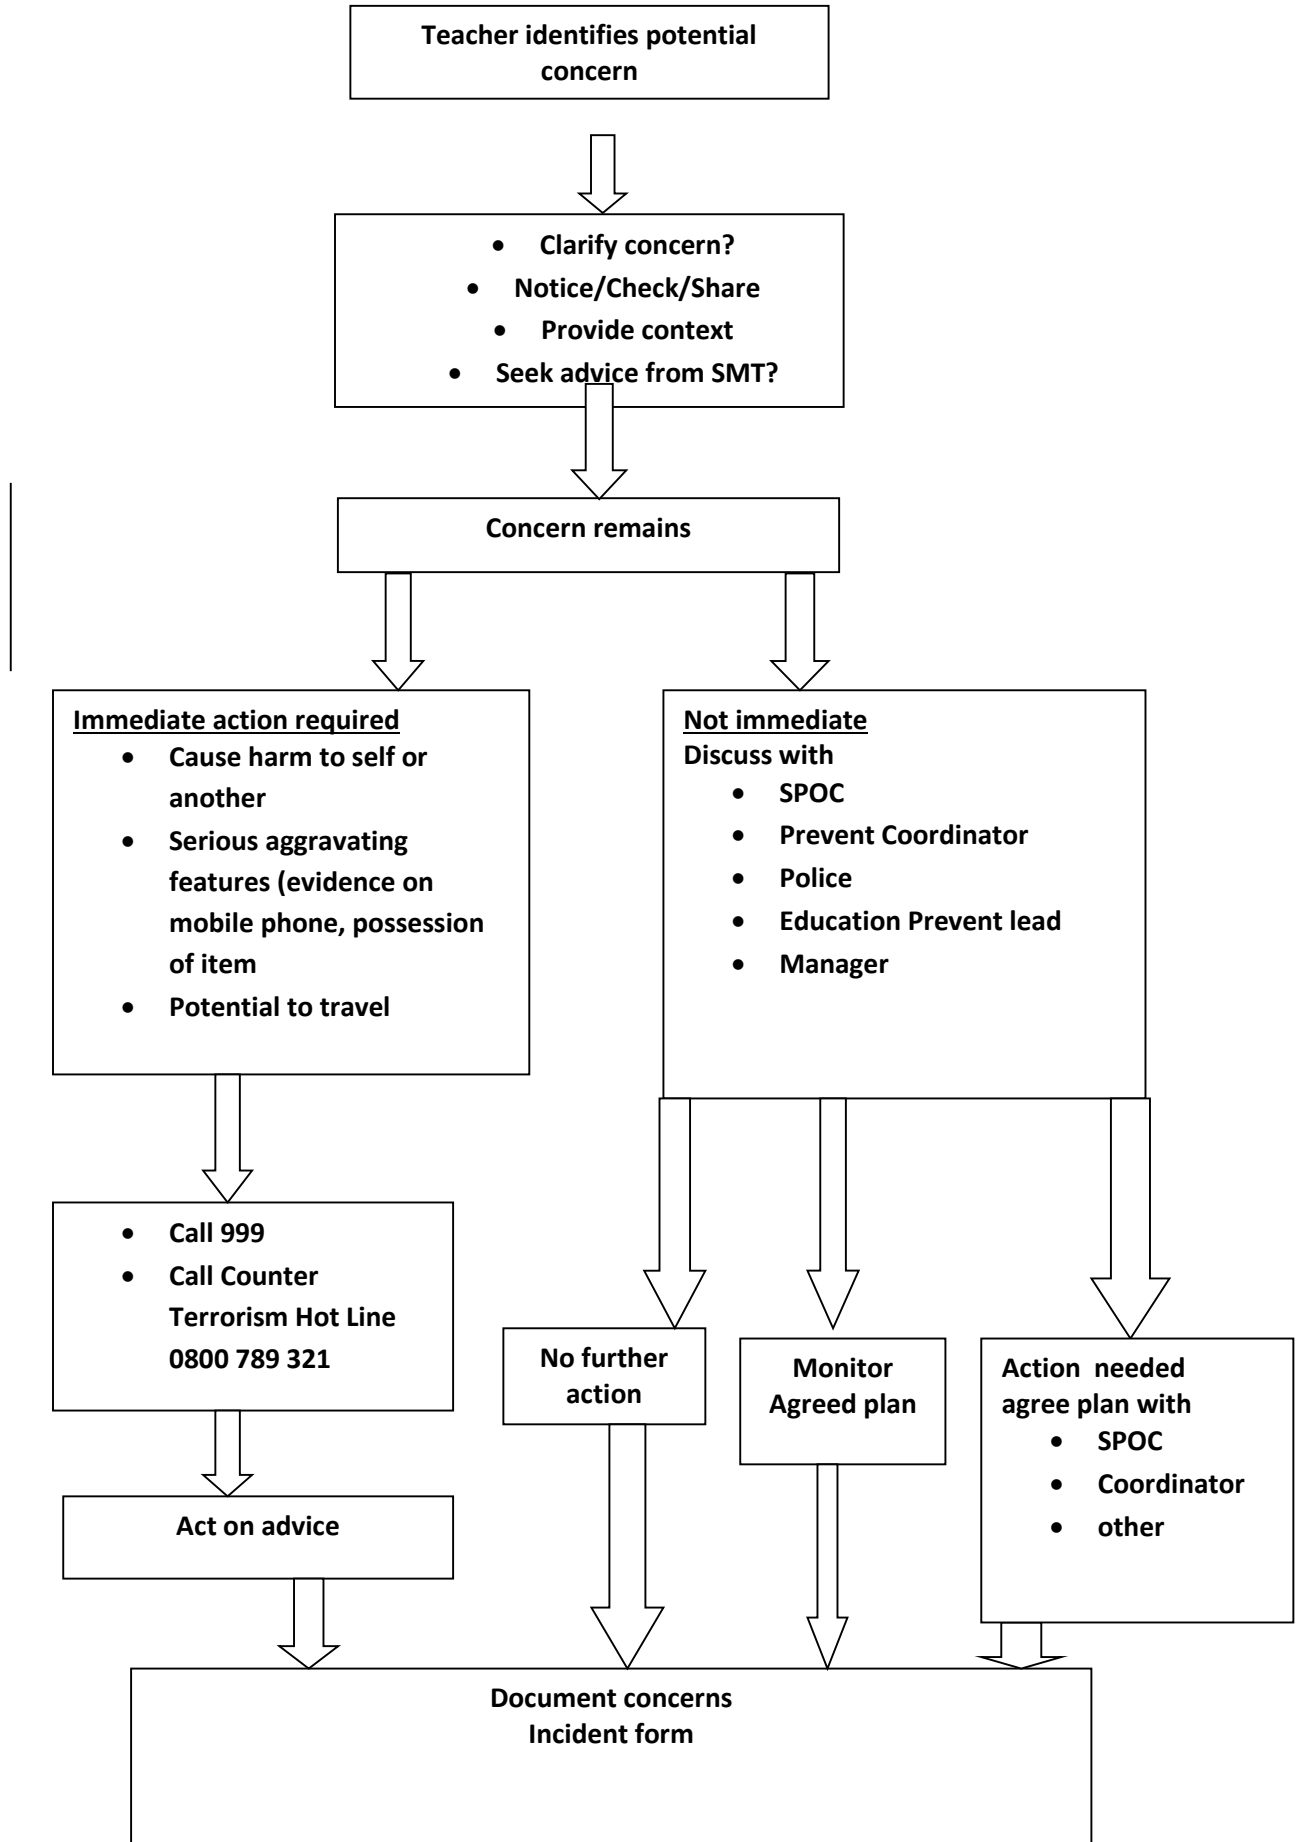 Teacher identifies potential
concern
• Clarify concern?
• Notice/Check/Share
• Provide context
• Seek advice from SMT?
Concern remains
Immediate action required
• Cause harm to self or
another
• Serious aggravating
features (evidence on
mobile phone, possession
of item
• Potential to travel
Not immediate
Discuss with
• SPOC
• Prevent Coordinator
• Police
• Education Prevent lead
• Manager
• Call 999
• Call Counter
Terrorism Hot Line
0800 789 321
No further
action
Monitor
Agreed plan
Action  needed
agree plan with
• SPOC
• Coordinator
• other
Act on advice
Document concerns
Incident form